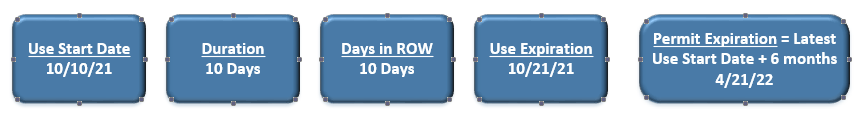 Use Start Date
10/10/21
Duration
10 Days
Days in ROW
10 Days
Use Expiration
10/21/21
Permit Expiration = Latest
Use Start Date + 6 months
4/21/22